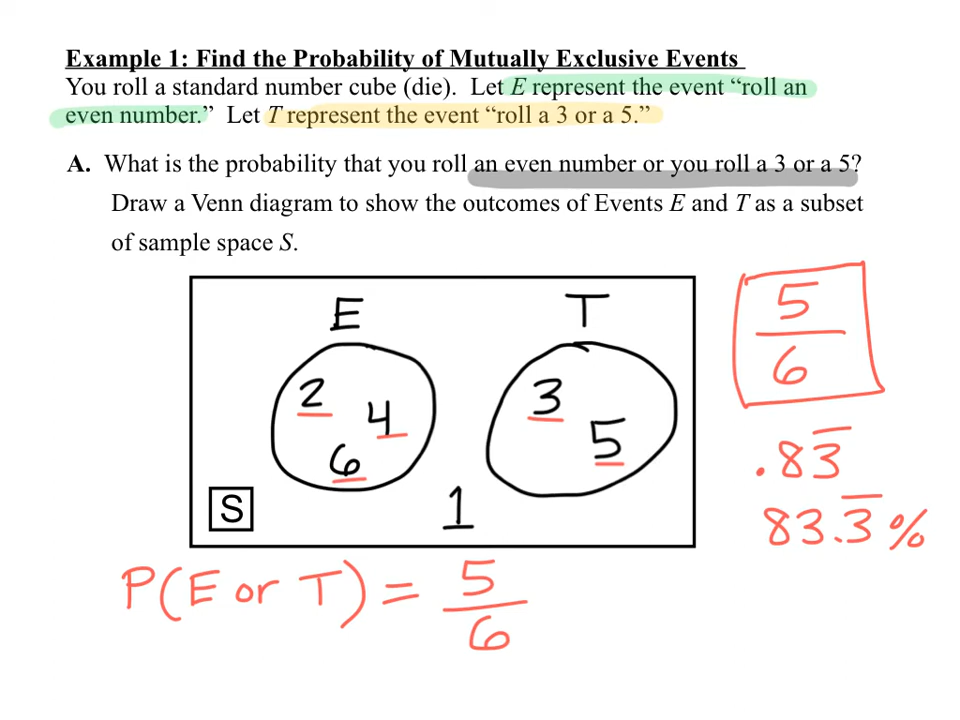 Example 1: Find the Probability of Mutually Exclusive Events
You roll a standard number cube (die). Let E represent the event “roll an
even number.” Let T represent the event “roll a 3 or a 5.”
A. What is the probability that you roll an even number or you roll a 3 or a 5?
Draw a Venn diagram to show the outcomes of Events E and T as a subset
of sample space S.
E
T
2
4
6
3
5
1
S
5/6
.83̅
83.3̅%
P(E or T) = 5/6